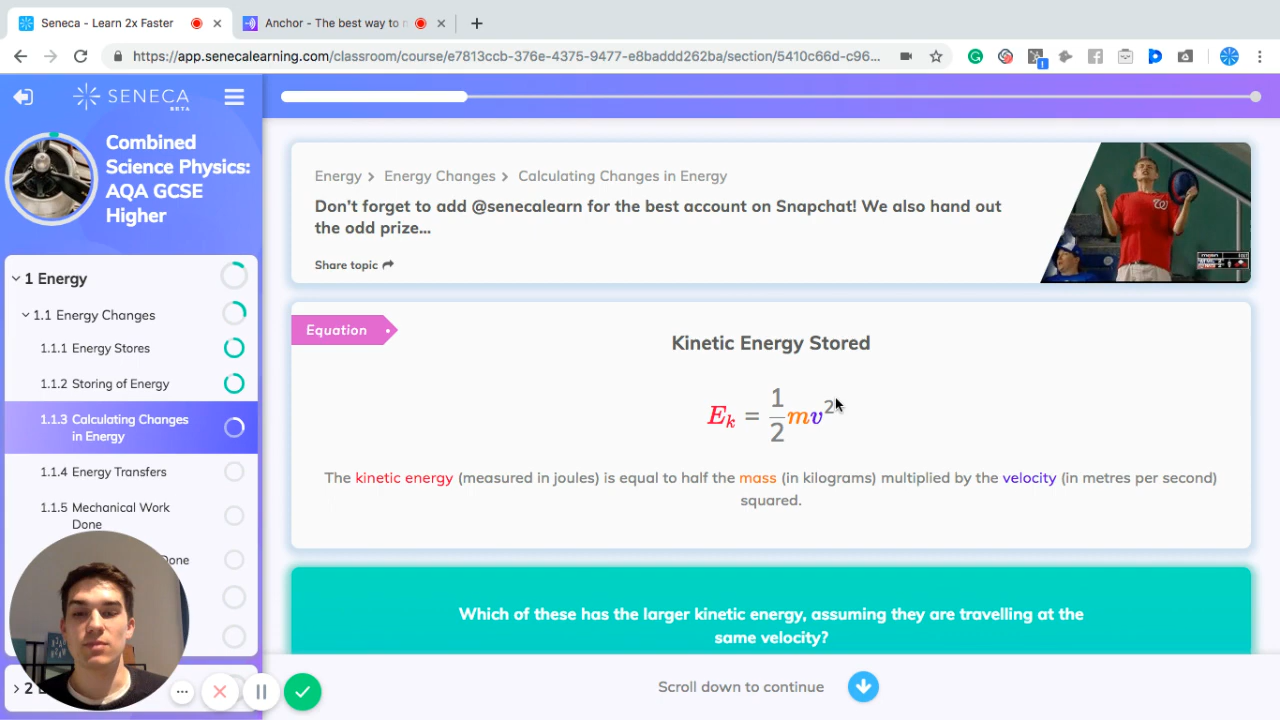 Seneca - Learn 2x Faster
Anchor - The best way to
https://app.senecalearning.com/classroom/course/e7813ccb-376e-4375-9477-e8baddd262ba/section/5410c66d-c96...
SENECA
BETA
Combined
Science Physics:
AQA GCSE
Higher
1 Energy
1.1 Energy Changes
1.1.1 Energy Stores
1.1.2 Storing of Energy
1.1.3 Calculating Changes
in Energy
1.1.4 Energy Transfers
1.1.5 Mechanical Work
Done
Done
2
Energy > Energy Changes > Calculating Changes in Energy
Don't forget to add @senecalearn for the best account on Snapchat! We also hand out
the odd prize...
Share topic
Equation
Kinetic Energy Stored
E_k = 1/2 mv²
The kinetic energy (measured in joules) is equal to half the mass (in kilograms) multiplied by the velocity (in metres per second)
squared.
Which of these has the larger kinetic energy, assuming they are travelling at the
same velocity?
Scroll down to continue